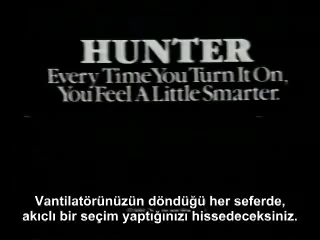 HUNTER
Every Time You Turn It On,
You Feel A Little Smarter.
Vantilatörünüzün döndüğü her seferde,
akıclı bir seçim yaptığınızı hissedeceksiniz.